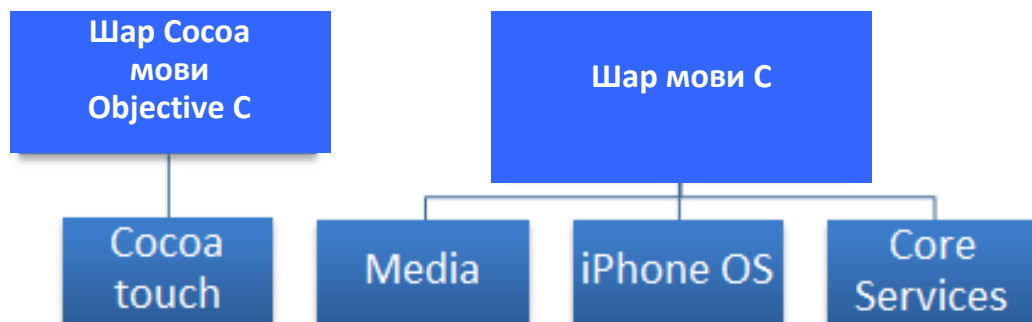 Шар Cocoa
мови
Objective C
Шар мови C
Cocoa
touch
Media
iPhone OS
Core
Services